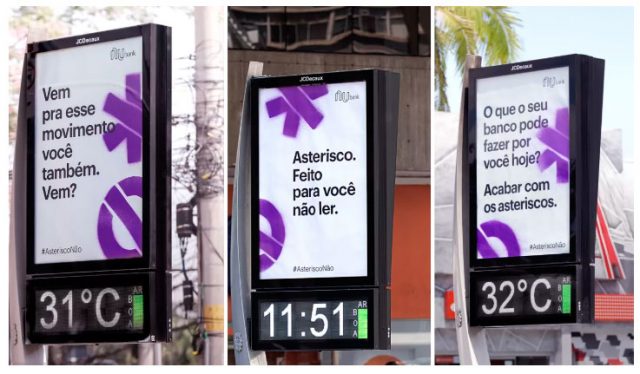 JCDecaux
nu bank
Vem
pra esse
movimento
você
também.
Vem?
#AsteriscoNão
31°C
AR
BOA
JCDecaux
nu bank
Asterisco.
Feito
para você
não ler.
#AsteriscoNão
11:51
AR
BOA
JCDecaux
nu bank
O que o seu
banco pode
fazer por
você hoje?
Acabar com
os asteriscos.
#AsteriscoNão
32°C
AR
BOA